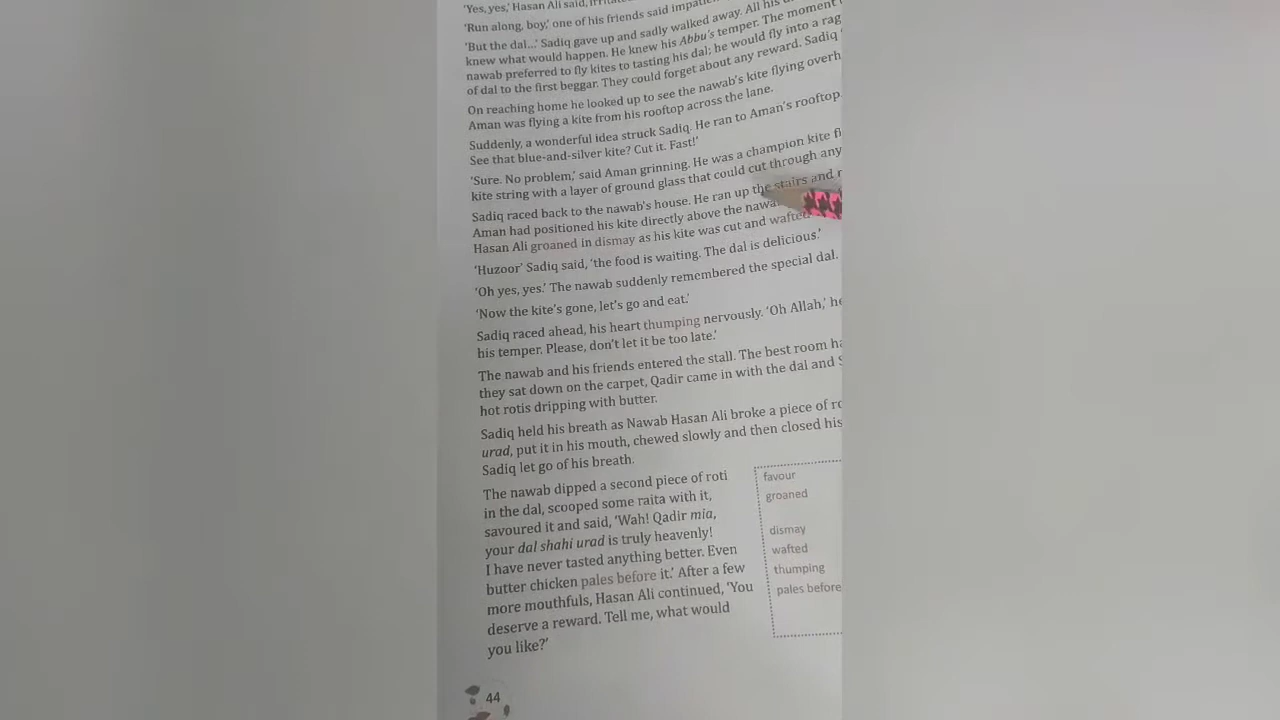 'Yes, yes,' Hasan Ali said,
'Run along, boy,' one of his friends said
'But the dal...' Sadiq gave up and sadly walked away. All his
knew what would happen. He knew his Abbu's temper. The moment
nawab preferred to fly kites to tasting his dal; he would fly into a rag
of dal to the first beggar. They could forget about any reward. Sadiq
On reaching home he looked up to see the nawab's kite flying overh
Aman was flying a kite from his rooftop across the lane.
Suddenly, a wonderful idea struck Sadiq. He ran to Aman's rooftop.
See that blue-and-silver kite? Cut it. Fast!'
'Sure. No problem,' said Aman grinning. He was a champion kite fl
kite string with a layer of ground glass that could cut through any
Sadiq raced back to the nawab's house. He ran up the stairs and
Aman had positioned his kite directly above the nawa
Hasan Ali groaned in dismay as his kite was cut and wafted
'Huzoor' Sadiq said, 'the food is waiting. The dal is delicious.'
'Oh yes, yes.' The nawab suddenly remembered the special dal.
'Now the kite's gone, let's go and eat.'
Sadiq raced ahead, his heart thumping nervously. 'Oh Allah,' he
his temper. Please, don't let it be too late.'
The nawab and his friends entered the stall. The best room ha
they sat down on the carpet, Qadir came in with the dal and
hot rotis dripping with butter.
Sadiq held his breath as Nawab Hasan Ali broke a piece of ro
urad, put it in his mouth, chewed slowly and then closed his
Sadiq let go of his breath.
The nawab dipped a second piece of roti
in the dal, scooped some raita with it,
savoured it and said, 'Wah! Qadir mia,
your dal shahi urad is truly heavenly!
I have never tasted anything better. Even
butter chicken pales before it.' After a few
more mouthfuls, Hasan Ali continued, 'You
deserve a reward. Tell me, what would
you like?'
favour
groaned
dismay
wafted
thumping
pales before
44